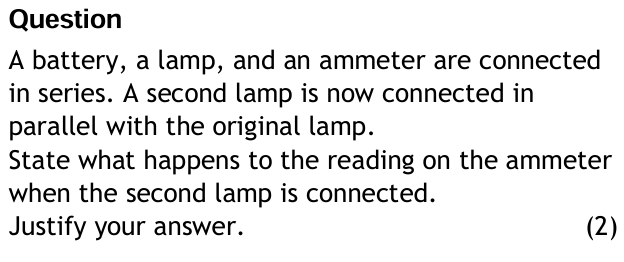 Question
A battery, a lamp, and an ammeter are connected
in series. A second lamp is now connected in
parallel with the original lamp.
State what happens to the reading on the ammeter
when the second lamp is connected.
Justify your answer. (2)